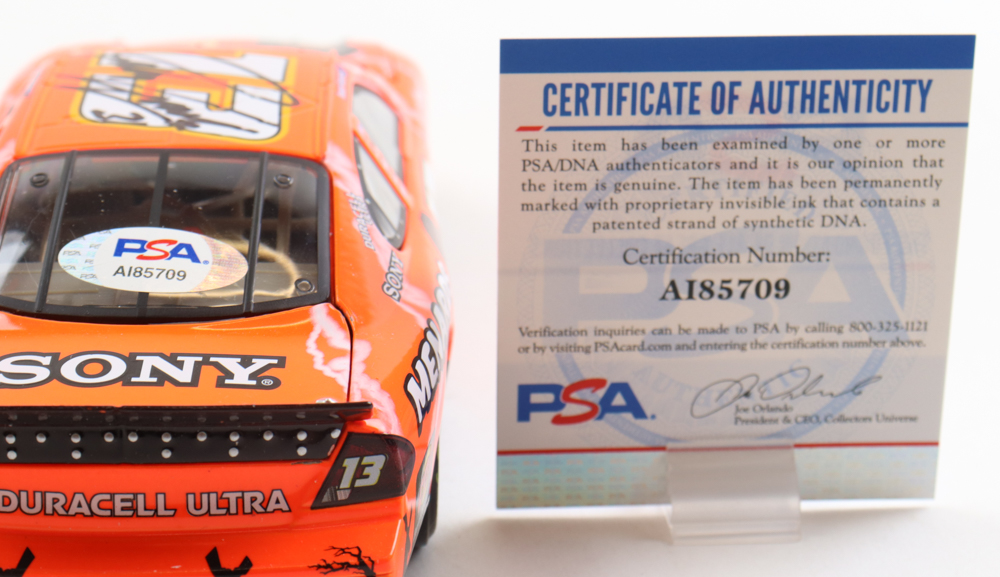 PSA.
AI85709
SONY®
DURACELL ULTRA
13
SONY
CERTIFICATE OF AUTHENTICITY
This item has been examined by one or more
PSA/DNA authenticators and it is our opinion that
the item is genuine. The item has been permanently
marked with proprietary invisible ink that contains a
patented strand of synthetic DNA.
Certification Number:
AI85709
Verification inquiries can be made to PSA by calling 800-325-1121
or by visiting PSAcard.com and entering the certification number above.
PSA.
Joe Orlando
President & CEO, Collectors Universe